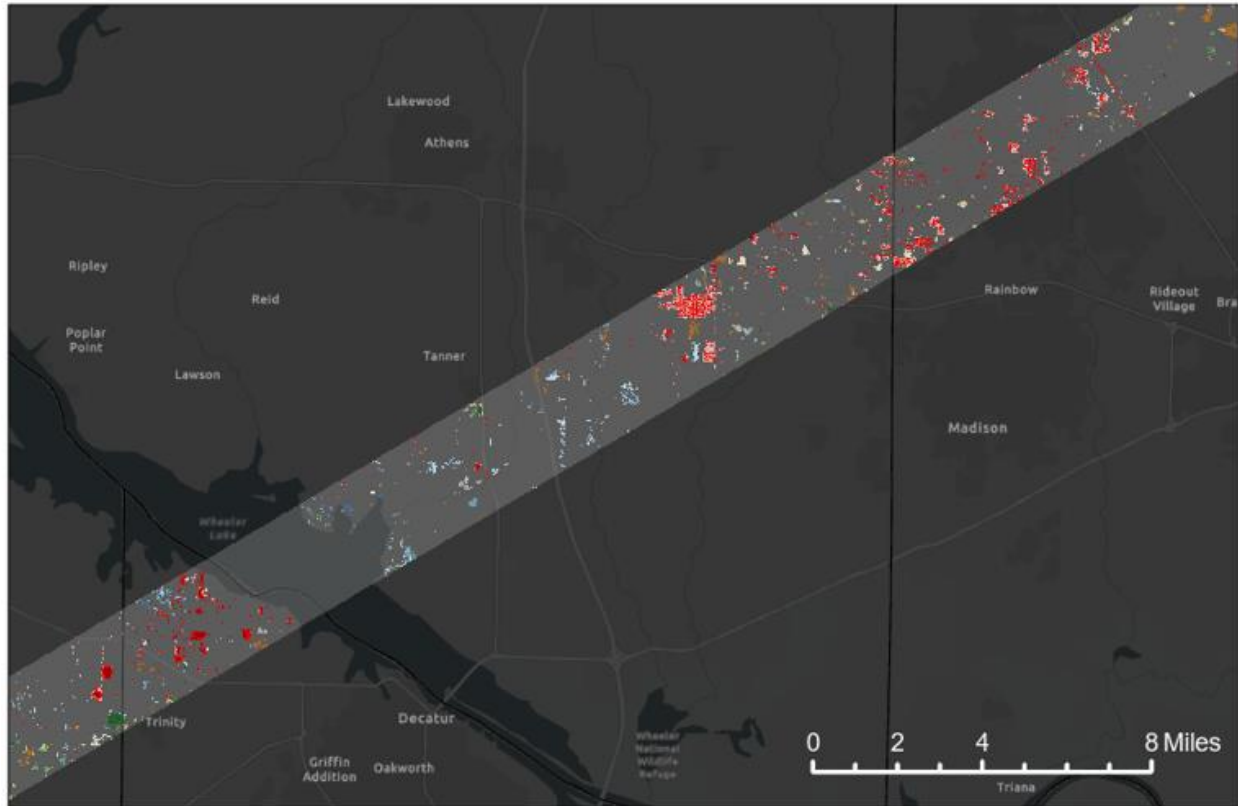 Lakewood
Athens
Ripley
Reid
Rainbow
Rideout
Village
Bra
Poplar
Point
Tanner
Lawson
Madison
Wheeler
Lake
Trinity
Decatur
Griffin
Addition
Oakworth
Wheeler
National
Wildlife
Refuge
0 2 4 8 Miles
Triana